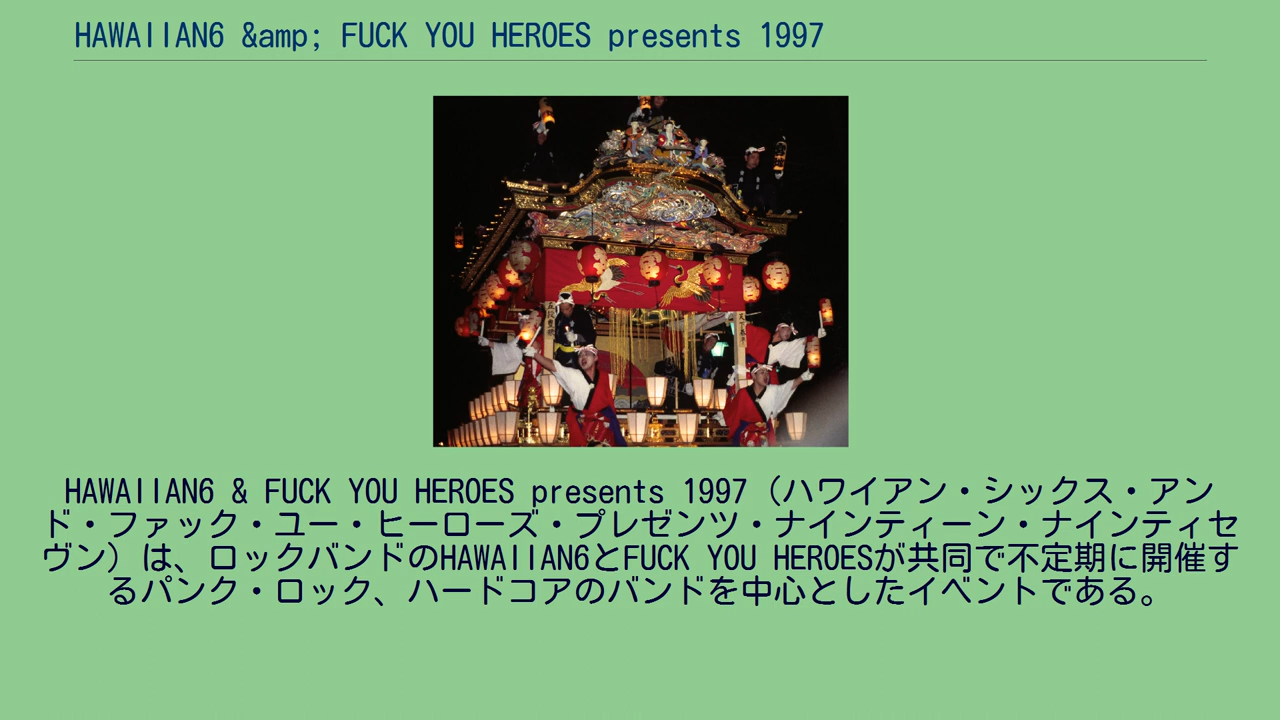 HAWAIIAN6 &amp; FUCK YOU HEROES presents 1997
HAWAIIAN6 & FUCK YOU HEROES presents 1997（ハワイアン・シックス・アン
ド・ファック・ユー・ヒーローズ・プレゼンツ・ナインティーン・ナインティセ
ヴン）は、ロックバンドのHAWAIIAN6とFUCK YOU HEROESが共同で不定期に開催す
るパンク・ロック、ハードコアのバンドを中心としたイベントである。